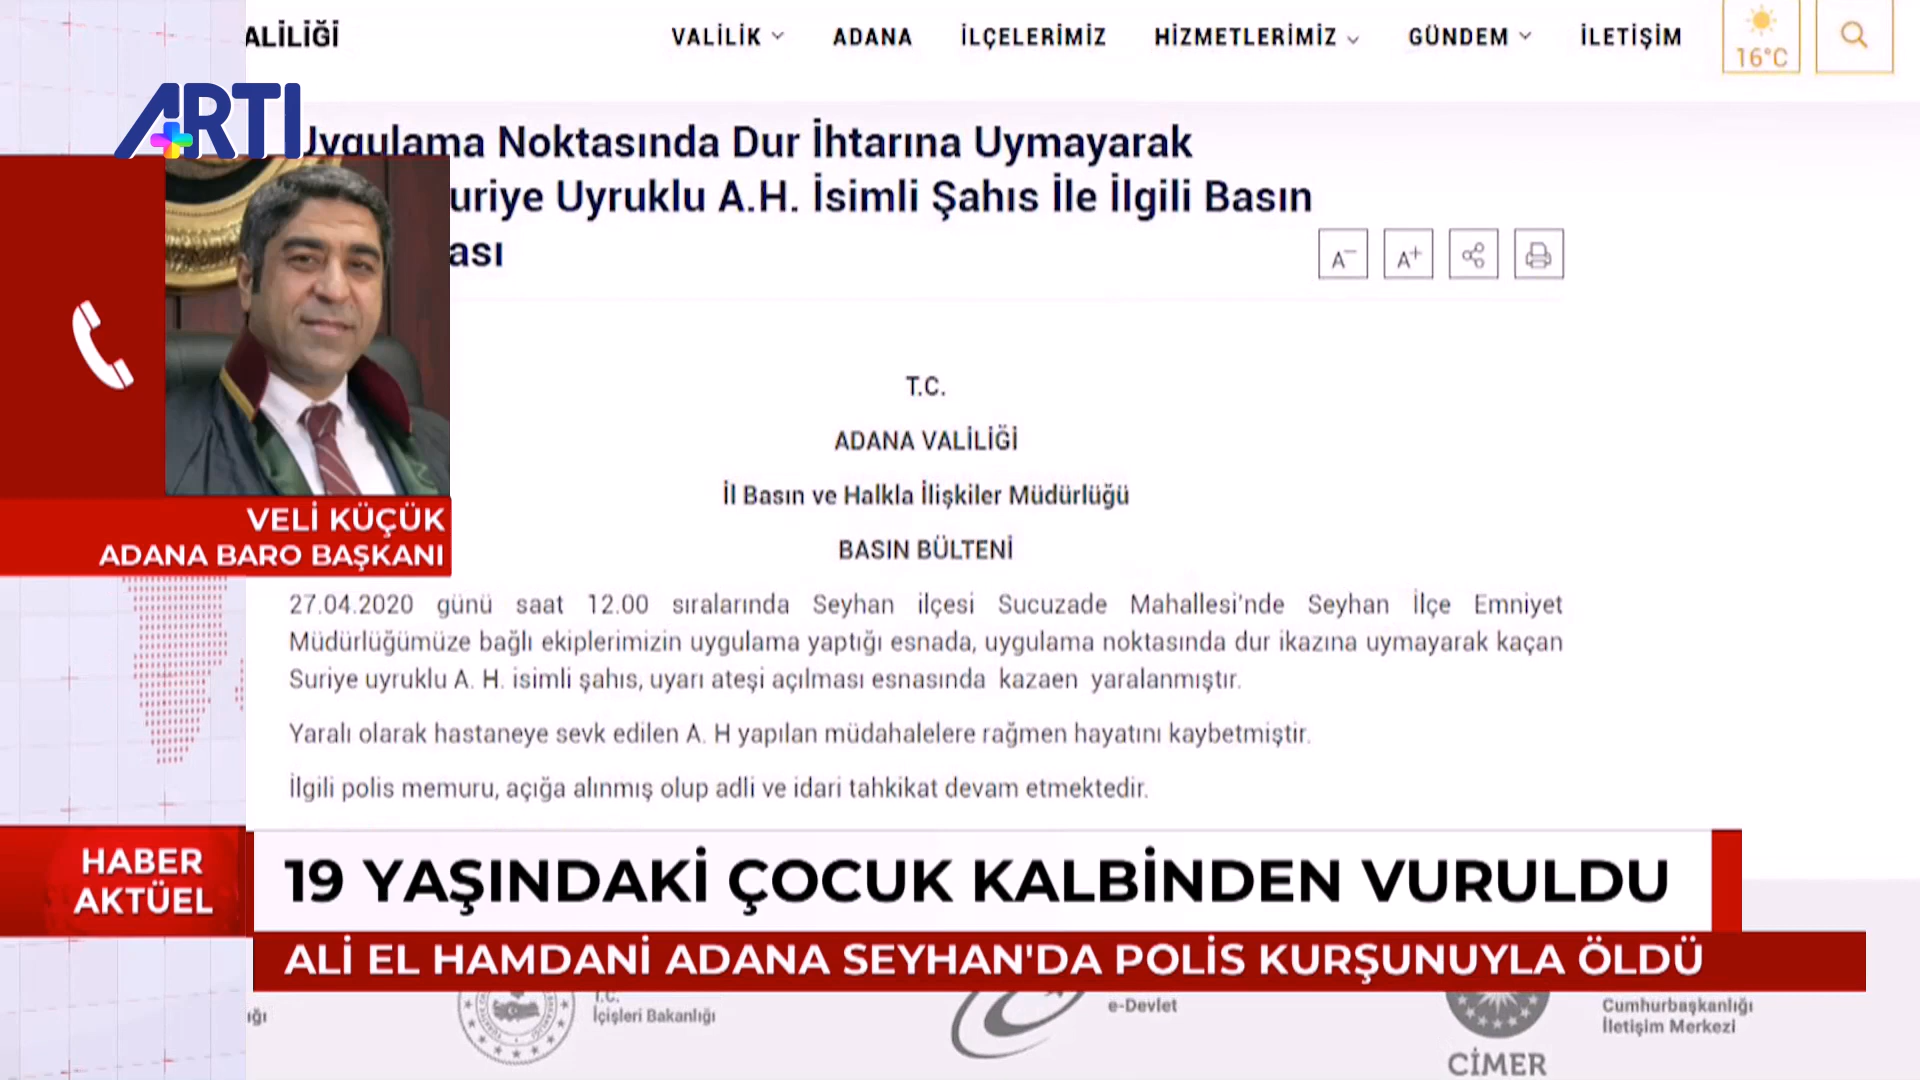 ALİLİĞİ
VALİLİK
ADANA
İLÇELERİMİZ
HİZMETLERİMİZ
GÜNDEM
İLETİŞİM
16°C
ARTI
Uygulama Noktasında Dur İhtarına Uymayarak
uriye Uyruklu A.H. İsimli Şahıs İle İlgili Basın
ası
A-
A+
T.C.
ADANA VALİLİĞİ
İl Basın ve Halkla İlişkiler Müdürlüğü
BASIN BÜLTENİ
VELİ KÜÇÜK
ADANA BARO BAŞKANI
27.04.2020 günü saat 12.00 sıralarında Seyhan ilçesi Sucuzade Mahallesi'nde Seyhan İlçe Emniyet
Müdürlüğümüze bağlı ekiplerimizin uygulama yaptığı esnada, uygulama noktasında dur ikazına uymayarak kaçan
Suriye uyruklu A. H. isimli şahıs, uyarı ateşi açılması esnasında kazaen yaralanmıştır.
Yaralı olarak hastaneye sevk edilen A. H yapılan müdahalelere rağmen hayatını kaybetmiştir.
İlgili polis memuru, açığa alınmış olup adli ve idari tahkikat devam etmektedir.
HABER
AKTÜEL
19 YAŞINDAKİ ÇOCUK KALBİNDEN VURULDU
ALİ EL HAMDANİ ADANA SEYHAN'DA POLİS KURŞUNUYLA ÖLDÜ
ığı
T.C.
İçişleri Bakanlığı
e-Devlet
CİMER
Cumhurbaşkanlığı
İletişim Merkezi